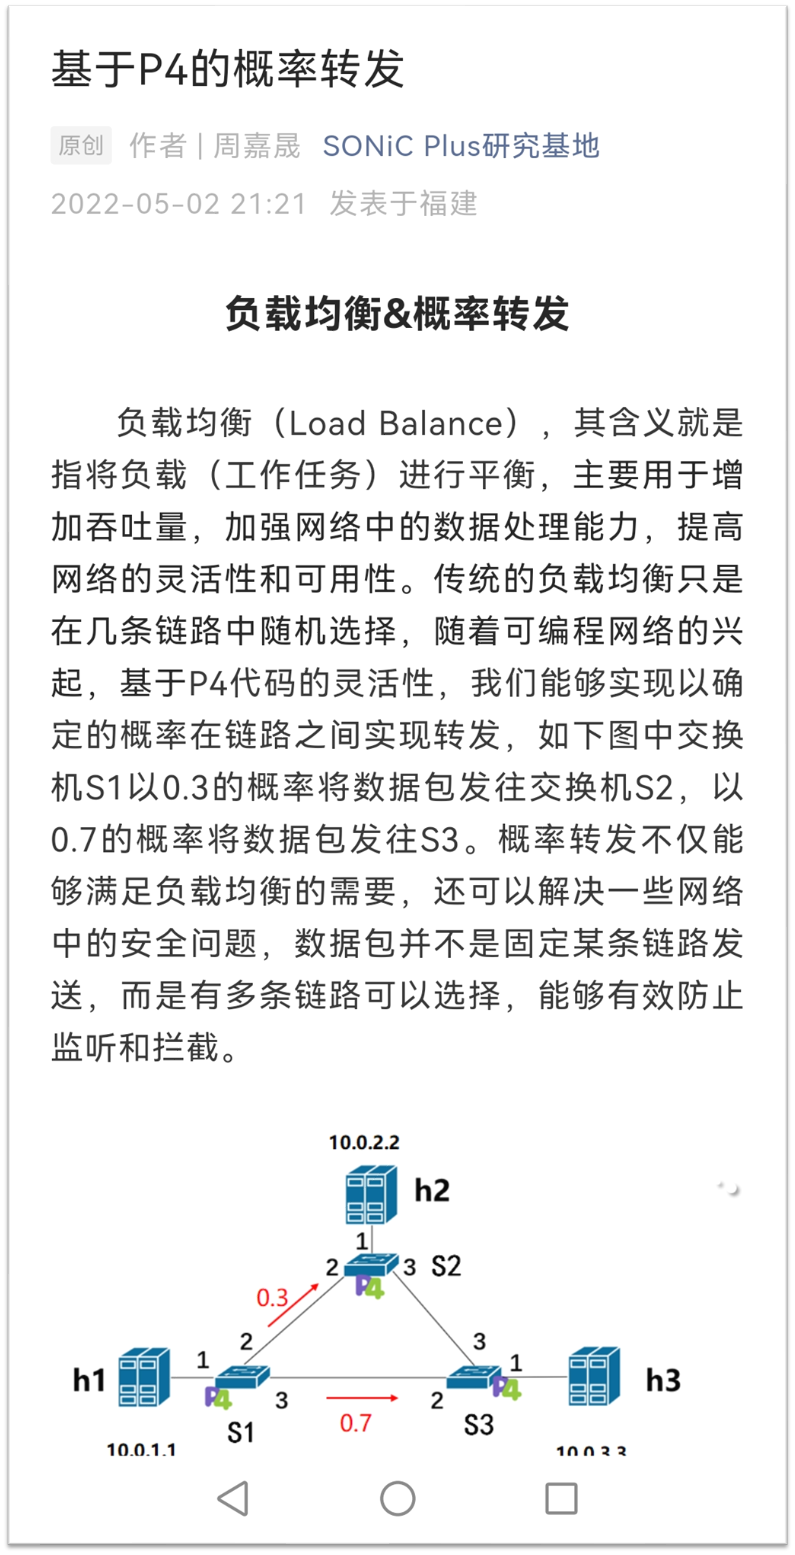 基于P4的概率转发
原创 作者 | 周嘉晟 SONiC Plus研究基地
2022-05-02 21:21 发表于福建
负载均衡&概率转发
负载均衡（Load Balance），其含义就是
指将负载（工作任务）进行平衡，主要用于增
加吞吐量，加强网络中的数据处理能力，提高
网络的灵活性和可用性。传统的负载均衡只是
在几条链路中随机选择，随着可编程网络的兴
起，基于P4代码的灵活性，我们能够实现以确
定的概率在链路之间实现转发，如下图中交换
机S1以0.3的概率将数据包发往交换机S2，以
0.7的概率将数据包发往S3。概率转发不仅能
够满足负载均衡的需要，还可以解决一些网络
中的安全问题，数据包并不是固定某条链路发
送，而是有多条链路可以选择，能够有效防止
监听和拦截。
10.0.2.2
h2
1
2 3 S2
P4
0.3
2 3
h1 1 1 h3
P4 3 2 P4
0.7
S1 S3
10.0.1.1 10.0.3.3